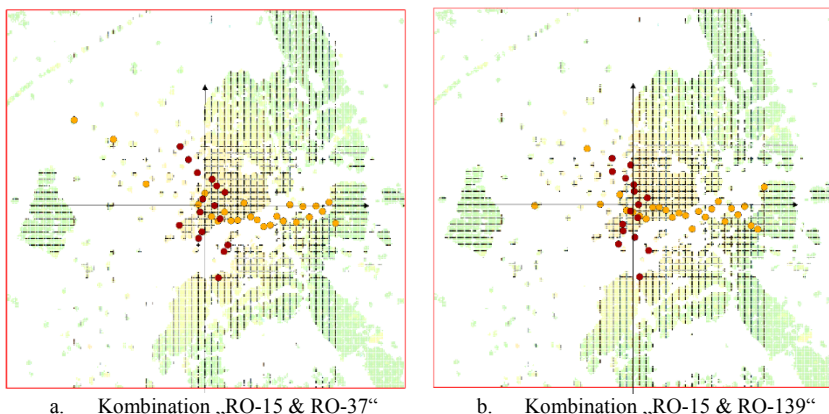 a. Kombination „RO-15 & RO-37“
b. Kombination „RO-15 & RO-139“